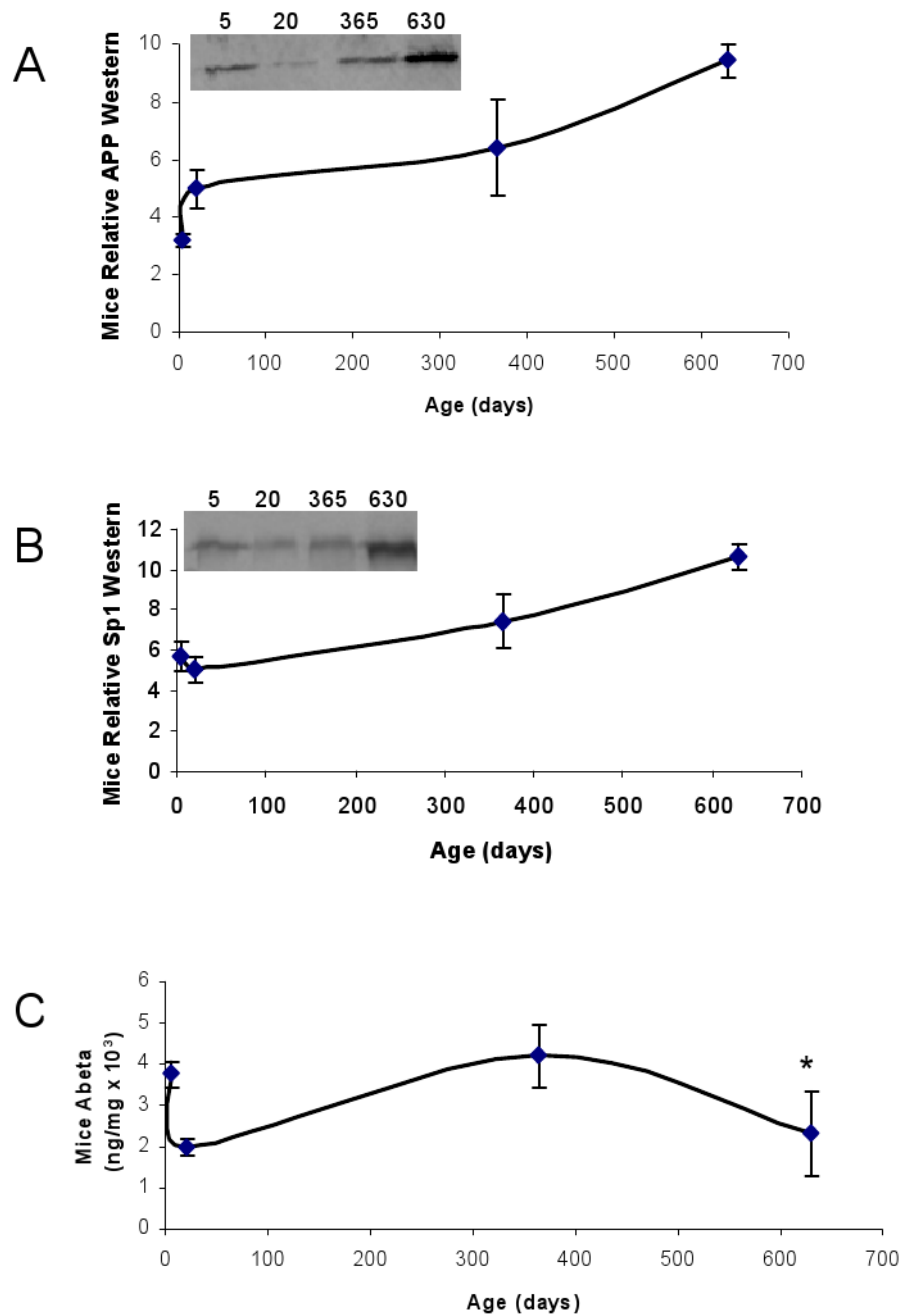 A
5 20 365 630
Mice Relative APP Western
10
8
6
4
2
0
0 100 200 300 400 500 600 700
Age (days)
B
5 20 365 630
Mice Relative Sp1 Western
12
10
8
6
4
2
0
0 100 200 300 400 500 600 700
Age (days)
C
Mice Abeta
(ng/mg x 10³)
6
5
4
3
2
1
0
*
0 100 200 300 400 500 600 700
Age (days)